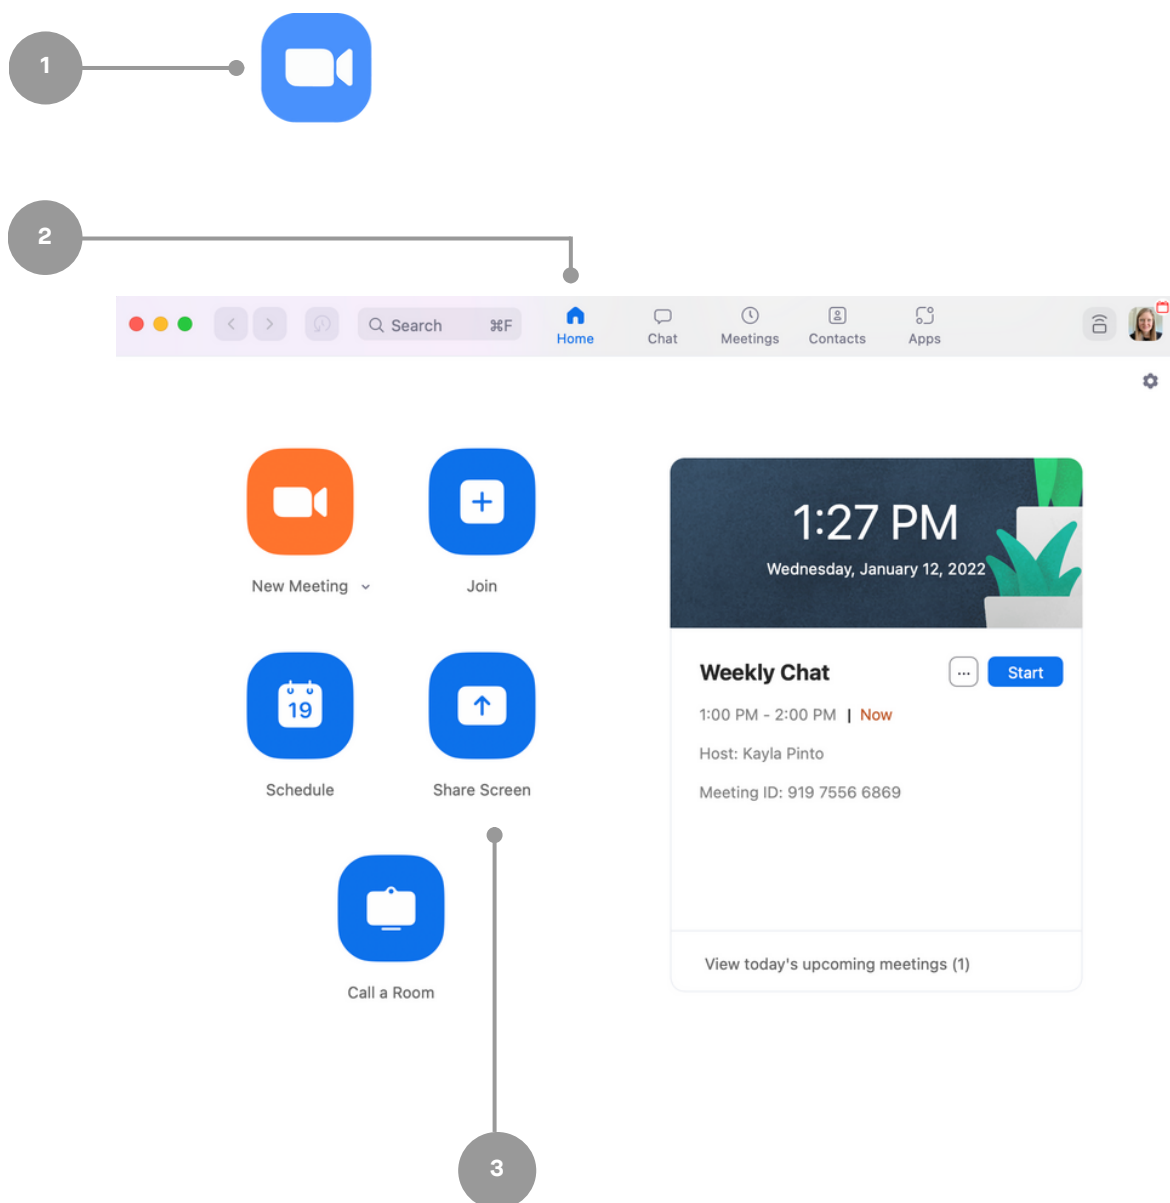 1
2
Search ⌘F
Home
Chat
Meetings
Contacts
Apps
New Meeting
Join
1:27 PM
Wednesday, January 12, 2022
Weekly Chat
...
Start
1:00 PM - 2:00 PM | Now
Host: Kayla Pinto
Meeting ID: 919 7556 6869
19
Schedule
Share Screen
Call a Room
View today's upcoming meetings (1)
3